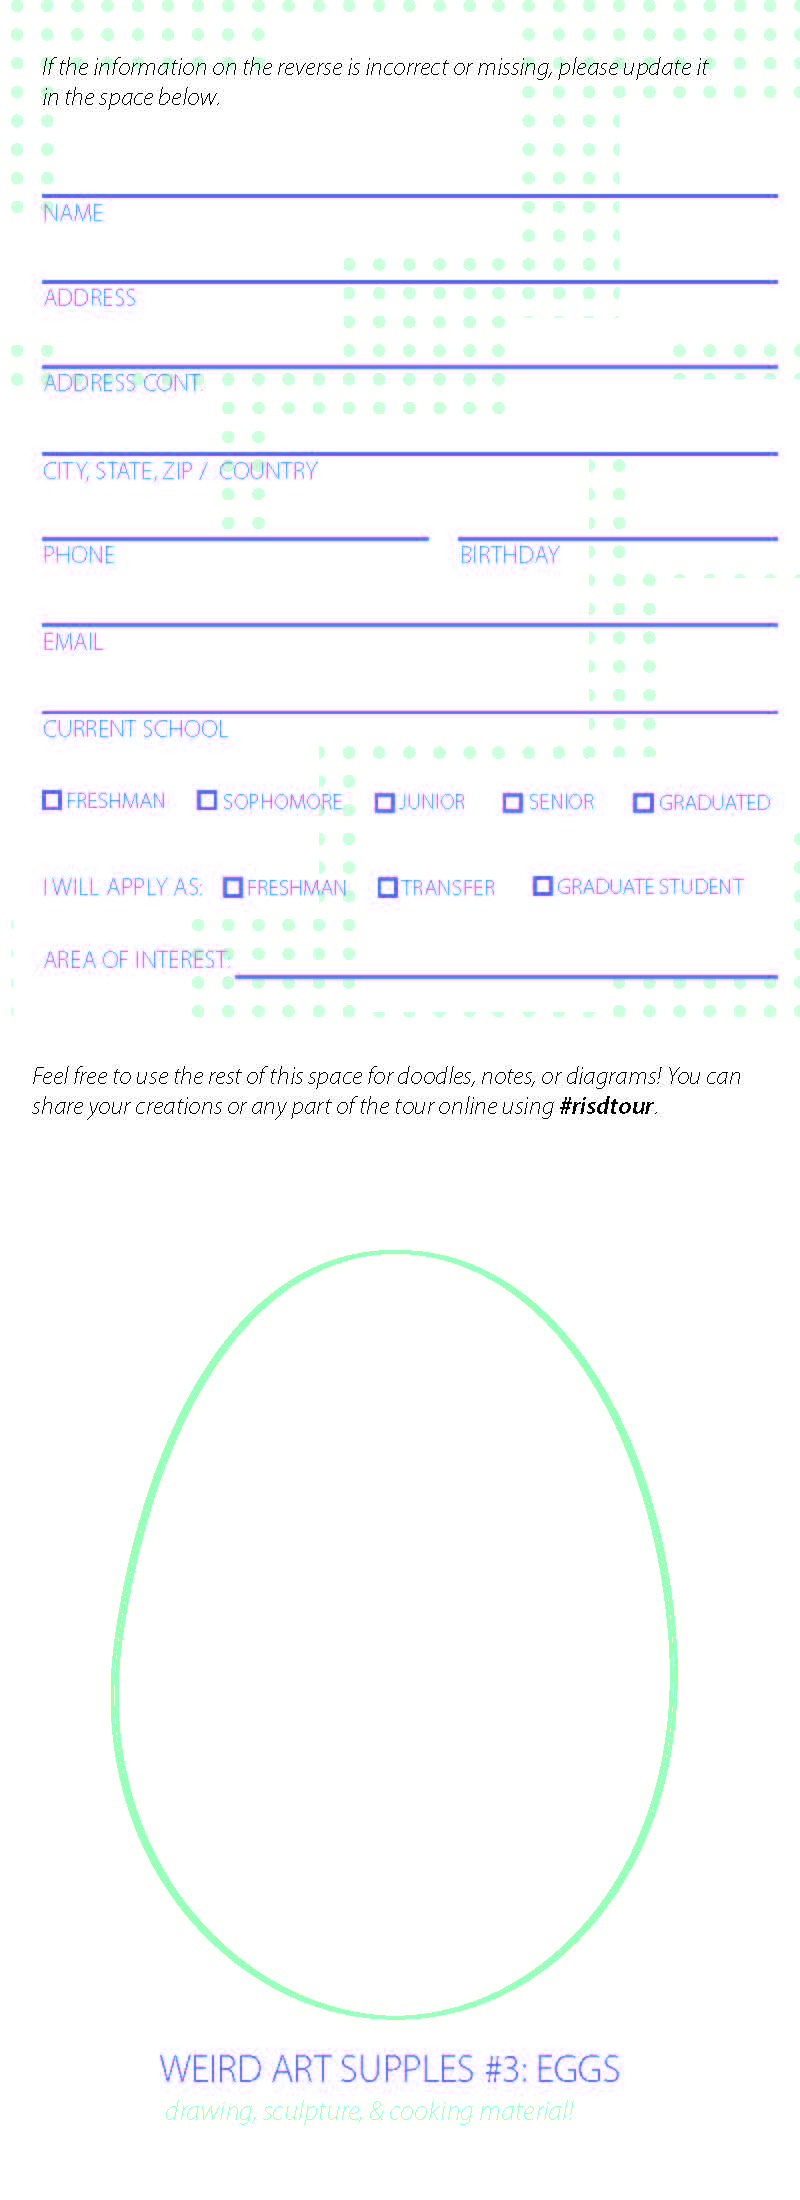 If the information on the reverse is incorrect or missing, please update it
in the space below.
NAME
ADDRESS
ADDRESS CONT.
CITY, STATE, ZIP / COUNTRY
PHONE BIRTHDAY
EMAIL
CURRENT SCHOOL
FRESHMAN SOPHOMORE JUNIOR SENIOR GRADUATED
I WILL APPLY AS: FRESHMAN TRANSFER GRADUATE STUDENT
AREA OF INTEREST:
Feel free to use the rest of this space for doodles, notes, or diagrams! You can
share your creations or any part of the tour online using #risdtour.
WEIRD ART SUPPLES #3: EGGS
drawing, sculpture, & cooking material!